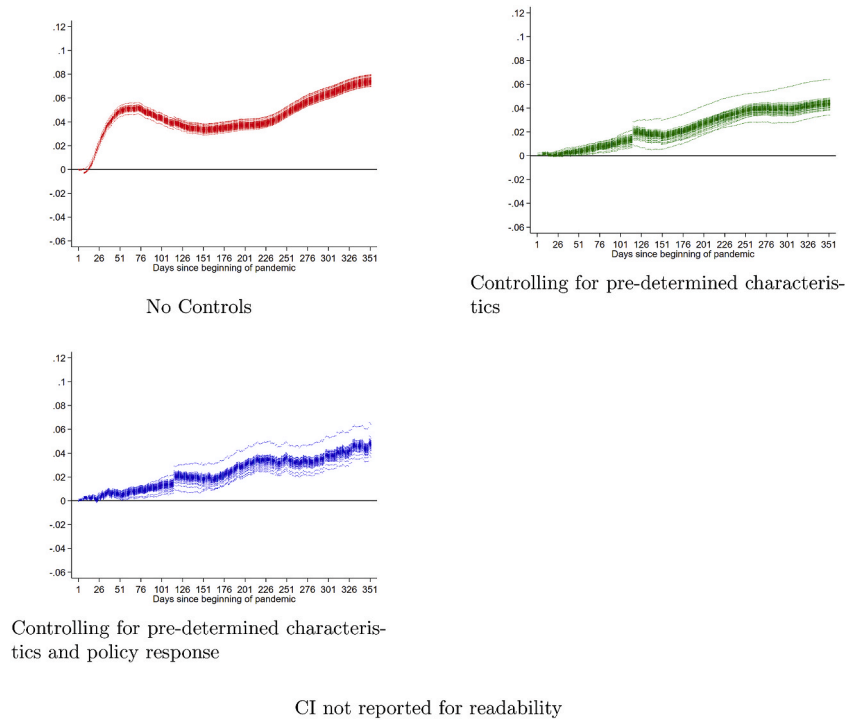 .12
.1
.08
.06
.04
.02
0
-.02
-.04
-.06
1 26 51 76 101 126 151 176 201 226 251 276 301 326 351
Days since beginning of pandemic
No Controls
.12
.1
.08
.06
.04
.02
0
-.02
-.04
-.06
1 26 51 76 101 126 151 176 201 226 251 276 301 326 351
Days since beginning of pandemic
Controlling for pre-determined characteris-
tics
.12
.1
.08
.06
.04
.02
0
-.02
-.04
-.06
1 26 51 76 101 126 151 176 201 226 251 276 301 326 351
Days since beginning of pandemic
Controlling for pre-determined characteris-
tics and policy response
CI not reported for readability